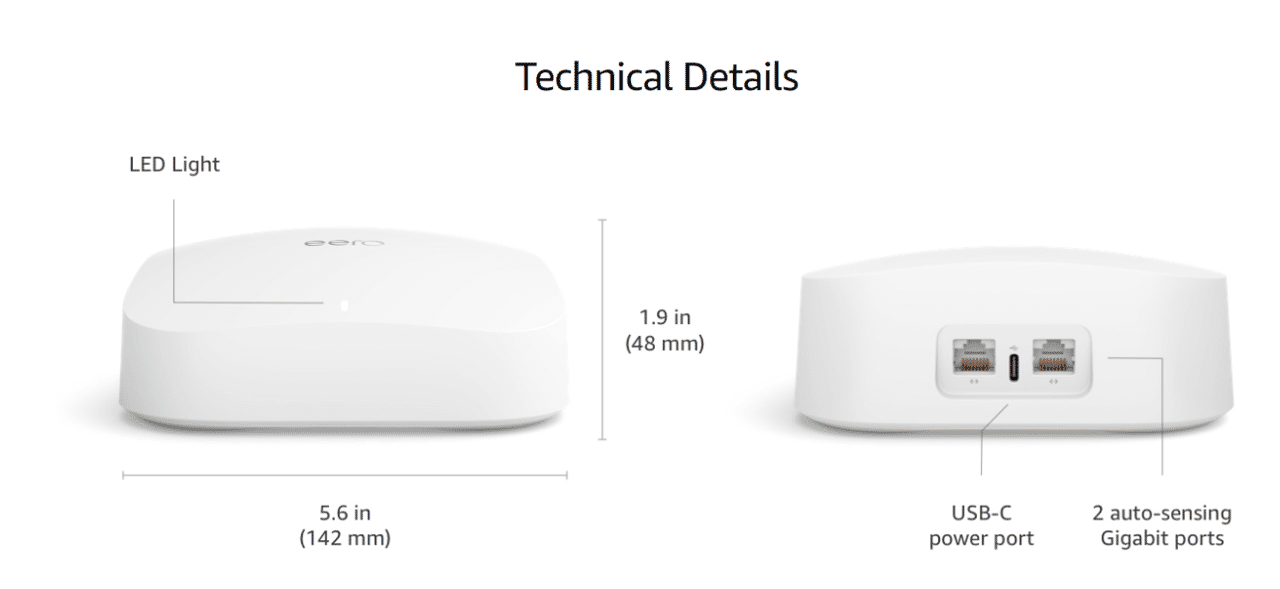 Technical Details
LED Light
eero
1.9 in
(48 mm)
5.6 in
(142 mm)
USB-C
power port
2 auto-sensing
Gigabit ports